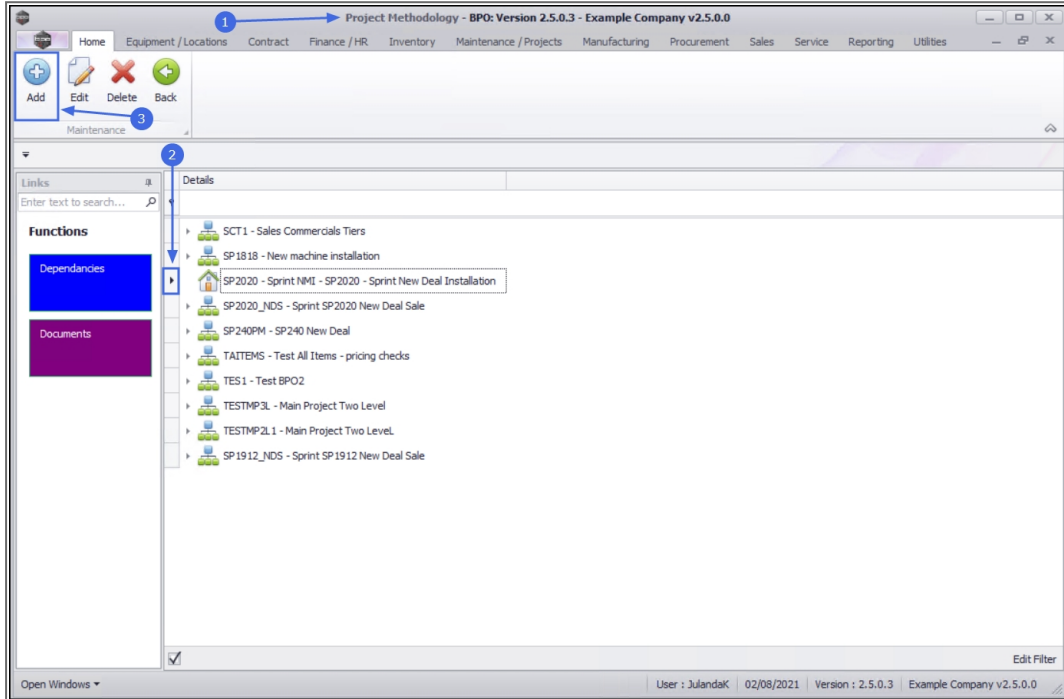 1
Project Methodology - BPO: Version 2.5.0.3 - Example Company v2.5.0.0
Home Equipment / Locations Contract Finance / HR Inventory Maintenance / Projects Manufacturing Procurement Sales Service Reporting Utilities
Add Edit Delete Back
3
Maintenance
2
Links Details
Enter text to search...
Functions
SCT1 - Sales Commercials Tiers
SP1818 - New machine installation
Dependancies
SP2020 - Sprint NMI - SP2020 - Sprint New Deal Installation
SP2020_NDS - Sprint SP2020 New Deal Sale
Documents
SP240PM - SP240 New Deal
TAITEMS - Test All Items - pricing checks
TES1 - Test BPO2
TESTMP3L - Main Project Two Level
TESTMP2L1 - Main Project Two LeveL
SP1912_NDS - Sprint SP1912 New Deal Sale
Edit Filter
Open Windows User : JulandaK 02/08/2021 Version : 2.5.0.3 Example Company v2.5.0.0